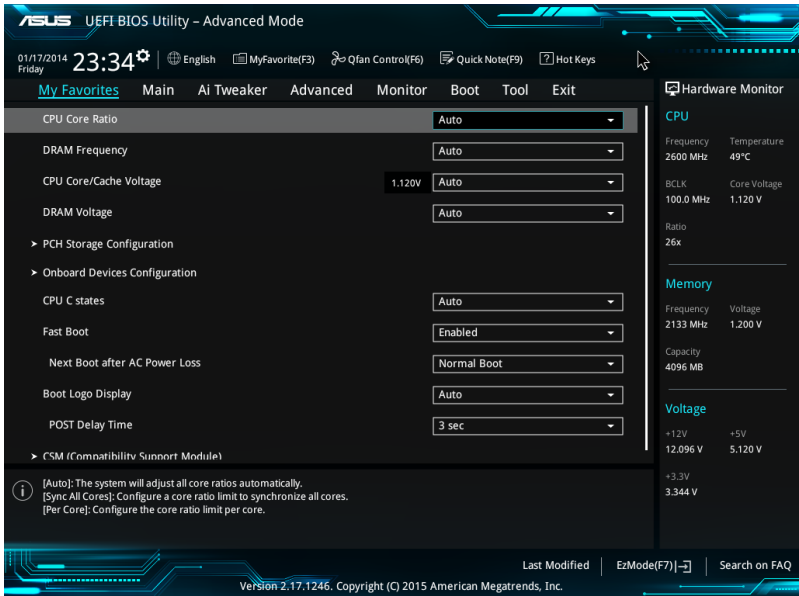 ASUS UEFI BIOS Utility – Advanced Mode
01/17/2014 Friday 23:34 English MyFavorite(F3) Qfan Control(F6) Quick Note(F9) ? Hot Keys
My Favorites Main Ai Tweaker Advanced Monitor Boot Tool Exit
CPU Core Ratio Auto
DRAM Frequency Auto
CPU Core/Cache Voltage 1.120V Auto
DRAM Voltage Auto
PCH Storage Configuration
Onboard Devices Configuration
CPU C states Auto
Fast Boot Enabled
Next Boot after AC Power Loss Normal Boot
Boot Logo Display Auto
POST Delay Time 3 sec
CSM (Compatibility Support Module)
[Auto]: The system will adjust all core ratios automatically.
[Sync All Cores]: Configure a core ratio limit to synchronize all cores.
[Per Core]: Configure the core ratio limit per core.
Hardware Monitor
CPU
Frequency Temperature
2600 MHz 49°C
BCLK Core Voltage
100.0 MHz 1.120 V
Ratio
26x
Memory
Frequency Voltage
2133 MHz 1.200 V
Capacity
4096 MB
Voltage
+12V +5V
12.096 V 5.120 V
+3.3V
3.344 V
Last Modified EzMode(F7) Search on FAQ
Version 2.17.1246. Copyright (C) 2015 American Megatrends, Inc.